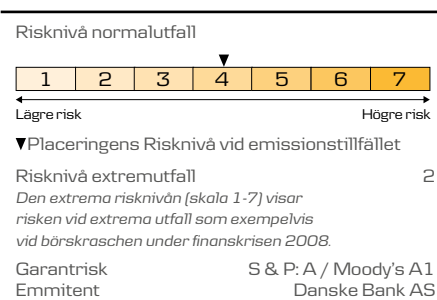 Risknivå normalutfall
▼
1 2 3 4 5 6 7
Lägre risk Högre risk
▼Placeringens Risknivå vid emissionstillfället
Risknivå extremutfall 2
Den extrema risknivån (skala 1-7) visar
risken vid extrema utfall som exempelvis
vid börskraschen under finanskrisen 2008.
Garantrisk S & P: A / Moody's A1
Emmitent Danske Bank AS